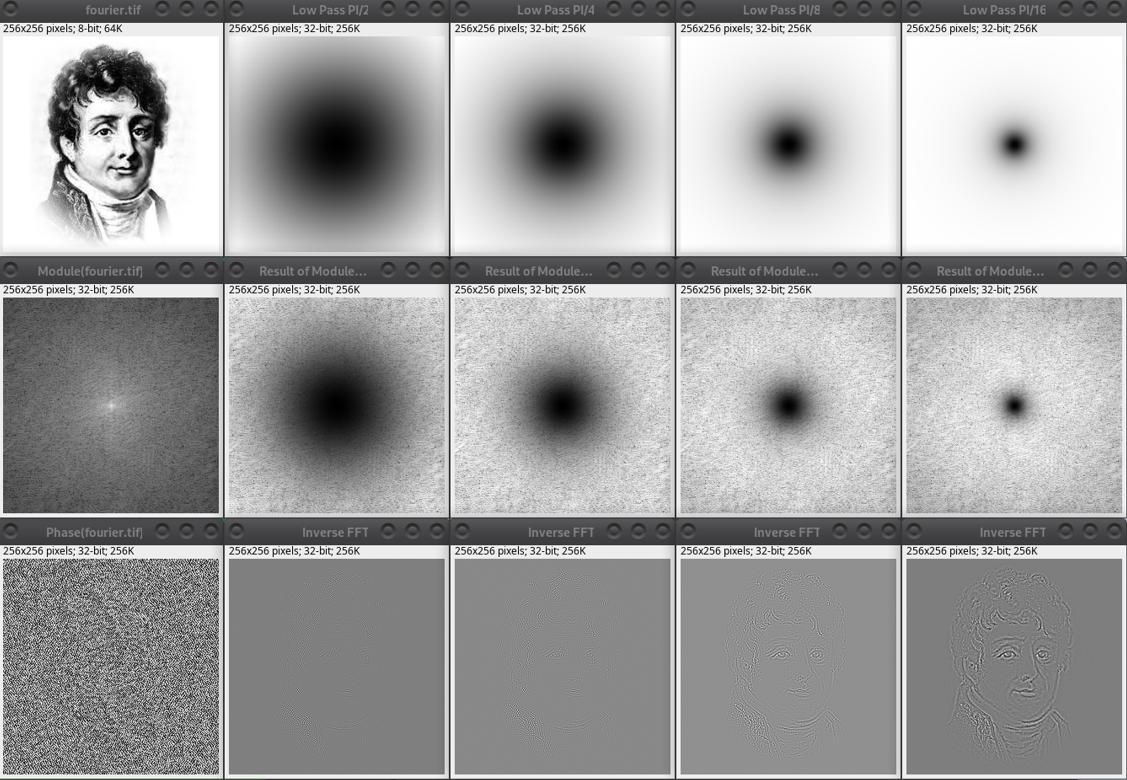 fourier.tif
Low Pass PI/2
Low Pass PI/4
Low Pass PI/8
Low Pass PI/16
256x256 pixels; 8-bit; 64K
256x256 pixels; 32-bit; 256K
256x256 pixels; 32-bit; 256K
256x256 pixels; 32-bit; 256K
256x256 pixels; 32-bit; 256K
Module(fourier.tif)
Result of Module...
Result of Module...
Result of Module...
Result of Module...
256x256 pixels; 32-bit; 256K
256x256 pixels; 32-bit; 256K
256x256 pixels; 32-bit; 256K
256x256 pixels; 32-bit; 256K
256x256 pixels; 32-bit; 256K
Phase(fourier.tif)
Inverse FFT
Inverse FFT
Inverse FFT
Inverse FFT
256x256 pixels; 32-bit; 256K
256x256 pixels; 32-bit; 256K
256x256 pixels; 32-bit; 256K
256x256 pixels; 32-bit; 256K
256x256 pixels; 32-bit; 256K